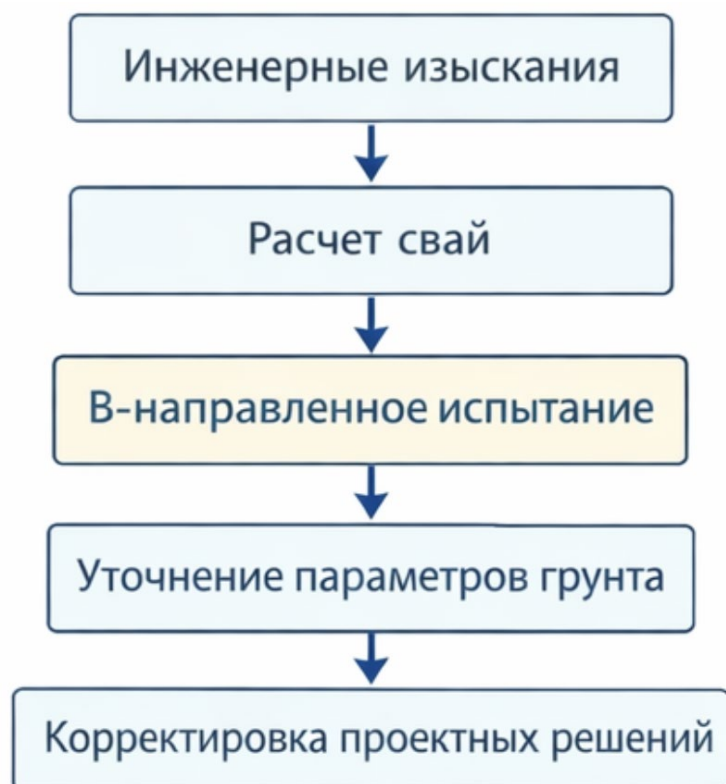 Инженерные изыскания
Расчет свай
В-направленное испытание
Уточнение параметров грунта
Корректировка проектных решений